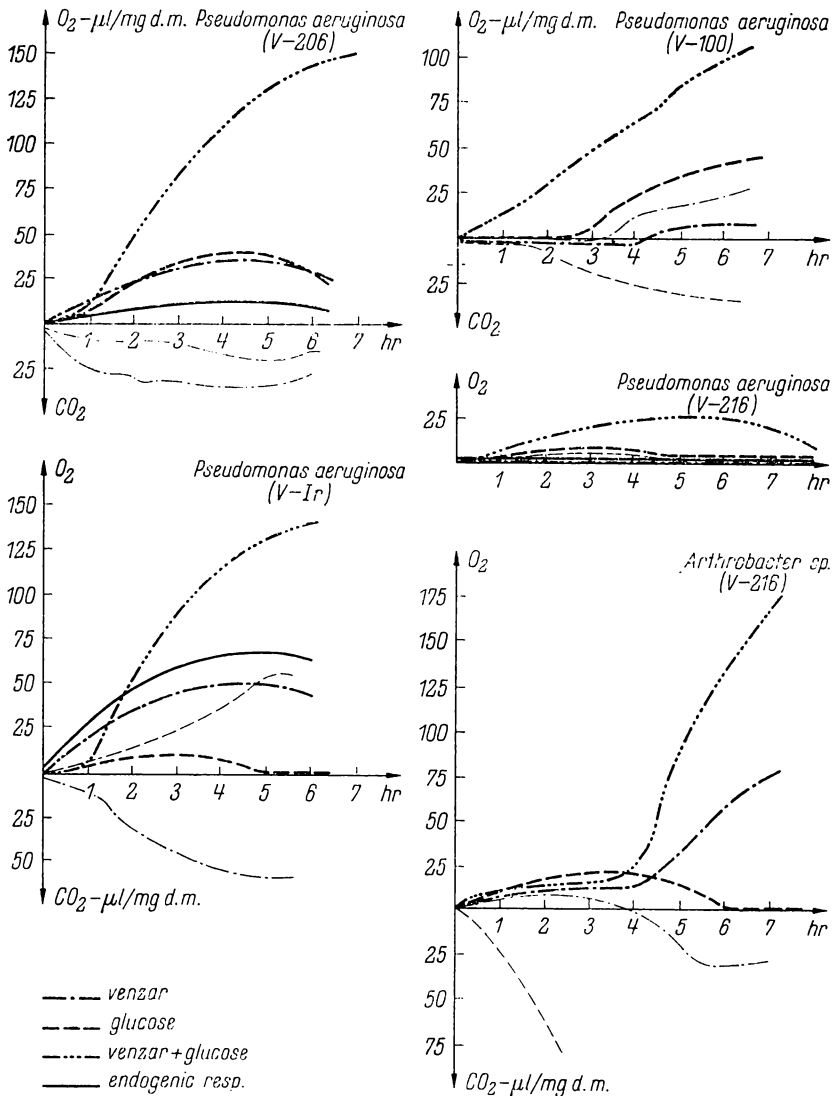 O₂–μl/mg d.m. Pseudomonas aeruginosa
(V–206)
150
125
100
75
50
25
1 2 3 4 5 6 7 hr
25
CO₂
O₂–μl/mg d.m. Pseudomonas aeruginosa
(V–100)
100
75
50
25
1 2 3 4 5 6 7 hr
25
CO₂
O₂ Pseudomonas aeruginosa
(V–216)
25
1 2 3 4 5 6 7 hr
O₂ Pseudomonas aeruginosa
(V–Ir)
150
125
100
75
50
25
1 2 3 4 5 6 7 hr
25
50
CO₂–μl/mg d.m.
O₂ Arthrobacter sp.
(V–216)
175
150
125
100
75
50
25
1 2 3 4 5 6 7 hr
25
50
75
CO₂–μl/mg d.m.
venzar
glucose
venzar+glucose
endogenic resp.